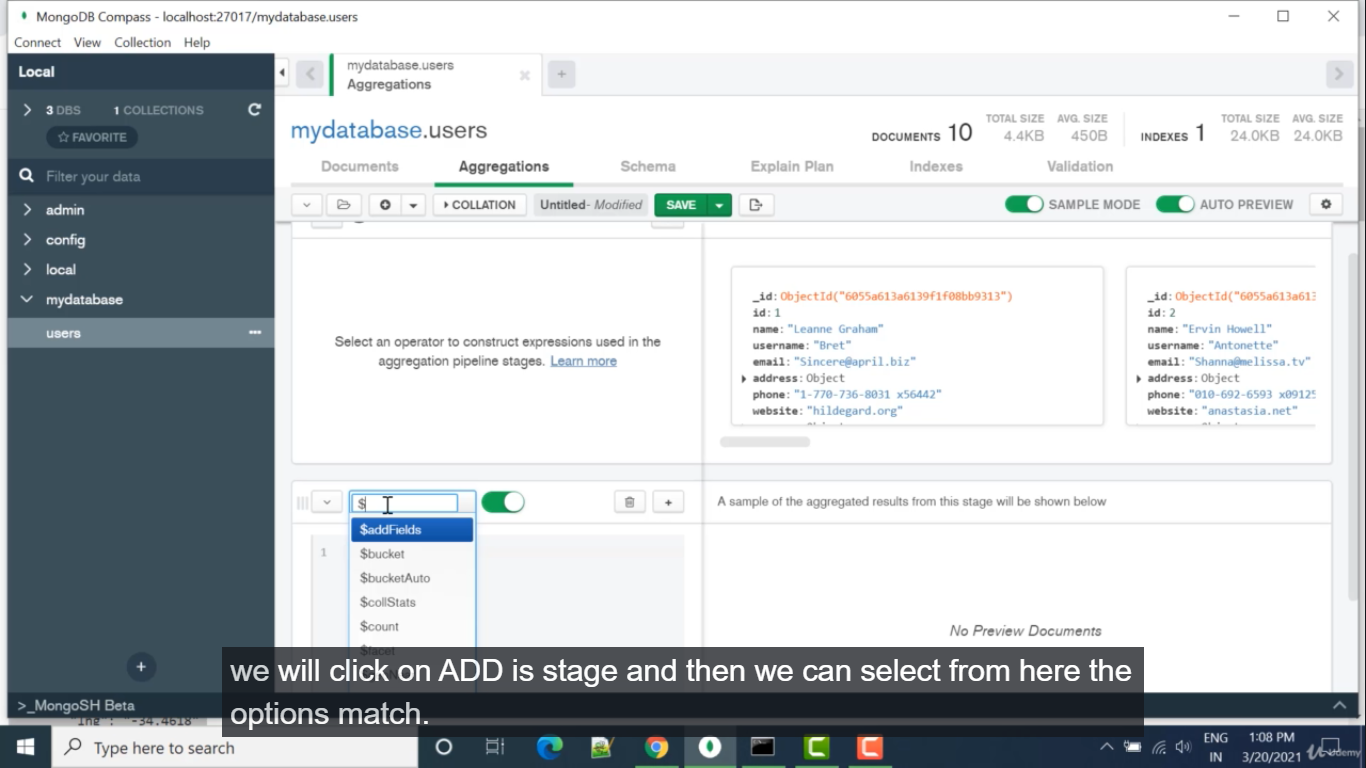 MongoDB Compass - localhost:27017/mydatabase.users
Connect View Collection Help
Local
3 DBS 1 COLLECTIONS
FAVORITE
Filter your data
admin
config
local
mydatabase
users
>_MongoSH Beta
mydatabase.users
Aggregations
mydatabase.users
DOCUMENTS 10 TOTAL SIZE 4.4KB AVG. SIZE 450B INDEXES 1 TOTAL SIZE 24.0KB AVG. SIZE 24.0KB
Documents Aggregations Schema Explain Plan Indexes Validation
COLLATION Untitled- Modified SAVE SAMPLE MODE AUTO PREVIEW
Select an operator to construct expressions used in the
aggregation pipeline stages. Learn more
_id: ObjectId("6055a613a6139f1f08bb9313")
id: 1
name: "Leanne Graham"
username: "Bret"
email: "Sincere@april.biz"
address: Object
phone: "1-770-736-8031 x56442"
website: "hildegard.org"
_id: ObjectId("6055a613a613
id: 2
name: "Ervin Howell"
username: "Antonette"
email: "Shanna@melissa.tv"
address: Object
phone: "010-692-6593 x09125
website: "anastasia.net"
$
$addFields
$bucket
$bucketAuto
$collStats
$count
$facet
1
A sample of the aggregated results from this stage will be shown below
No Preview Documents
we will click on ADD is stage and then we can select from here the
options match.
"lng": "-34.4618"
Type here to search
ENG
IN
1:08 PM
3/20/2021
Udemy